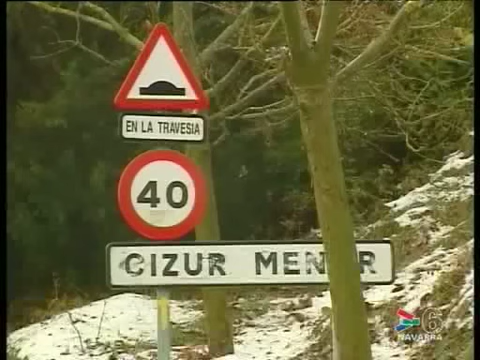 EN LA TRAVESIA
40
CIZUR MENOR
6
NAVARRA